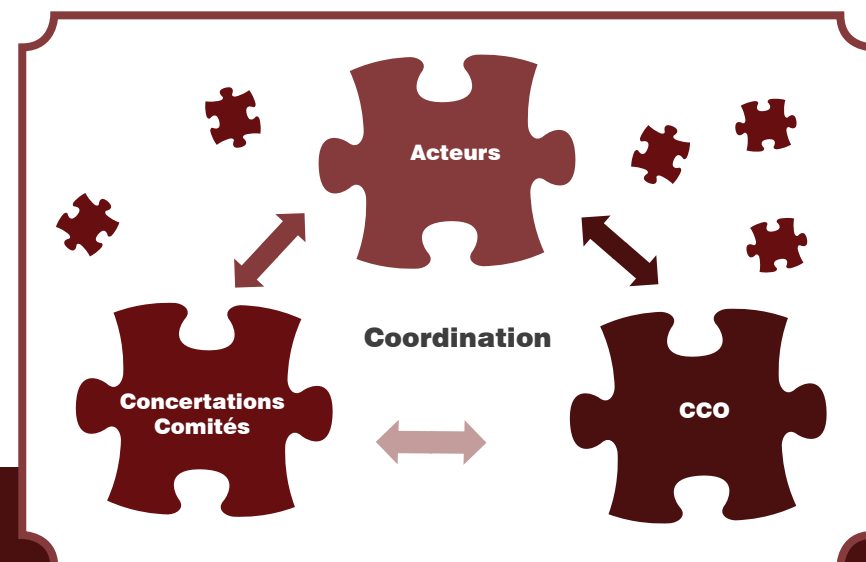 Acteurs
Coordination
Concertations
Comités
CCO